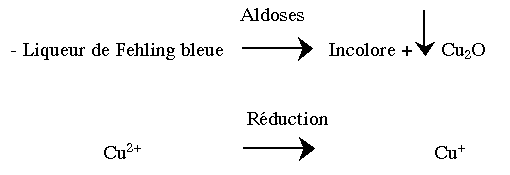 Aldoses
- Liqueur de Fehling bleue Incolore + Cu₂O
Réduction
Cu²⁺ Cu⁺